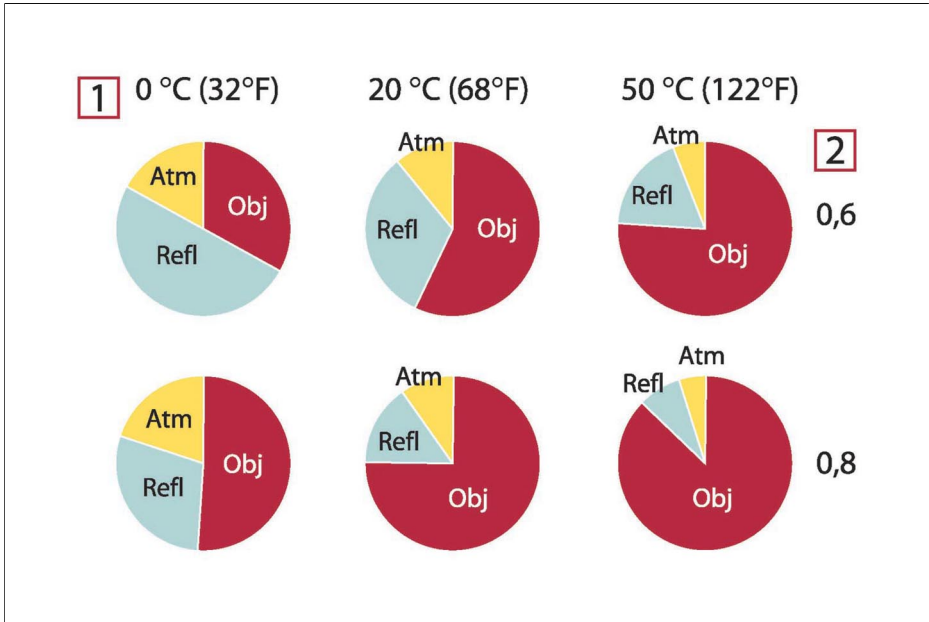 1 0 °C (32°F) 20 °C (68°F) 50 °C (122°F)
2
Atm Obj Refl
Atm Refl Obj
Atm Refl Obj
0,6
Atm Obj Refl
Atm Refl Obj
Atm Refl Obj
0,8